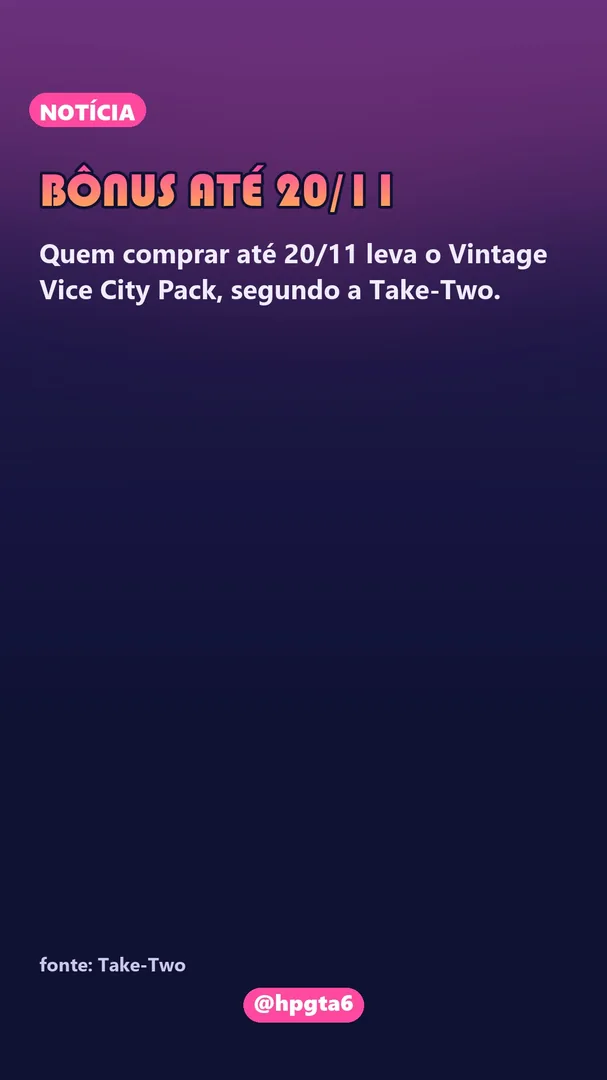 NOTÍCIA
BÔNUS ATÉ 20/11
Quem comprar até 20/11 leva o Vintage
Vice City Pack, segundo a Take-Two.
fonte: Take-Two
@hpgta6